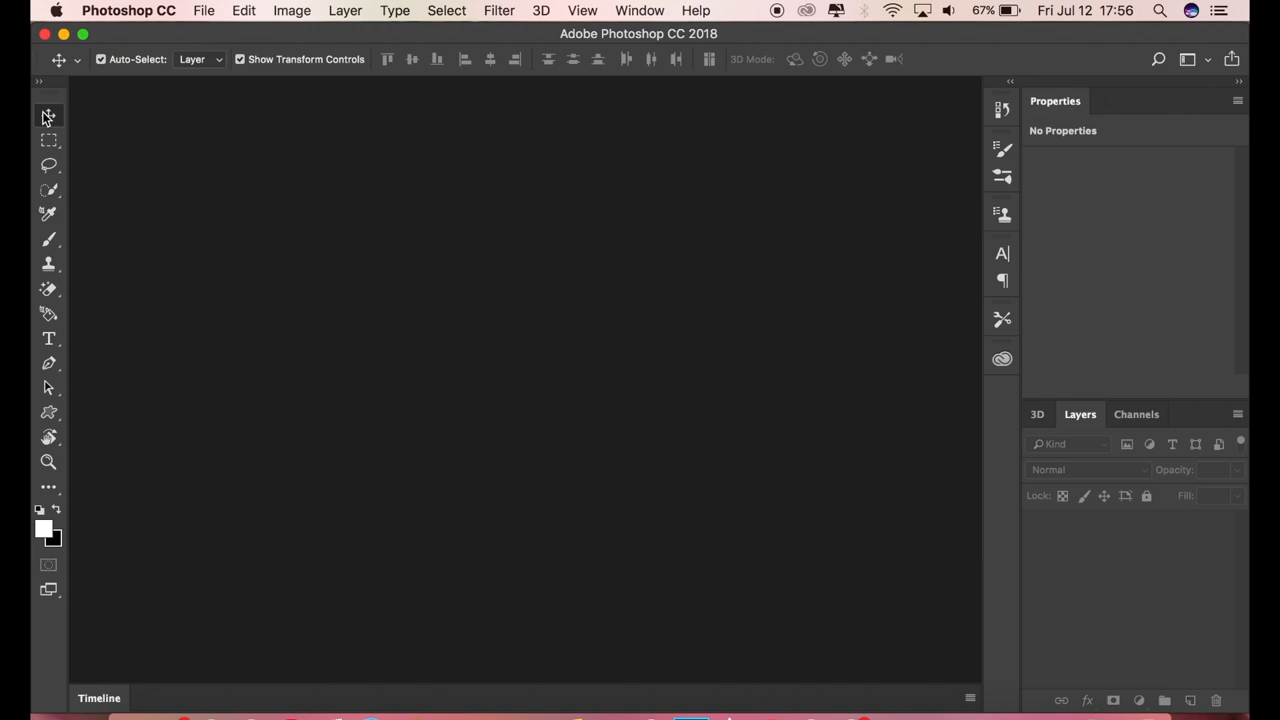 Photoshop CC File Edit Image Layer Type Select Filter 3D View Window Help 67% Fri Jul 12 17:56
Adobe Photoshop CC 2018
Auto-Select: Layer Show Transform Controls 3D Mode:
Properties
No Properties
3D Layers Channels
Kind
Normal Opacity:
Lock: Fill:
Timeline